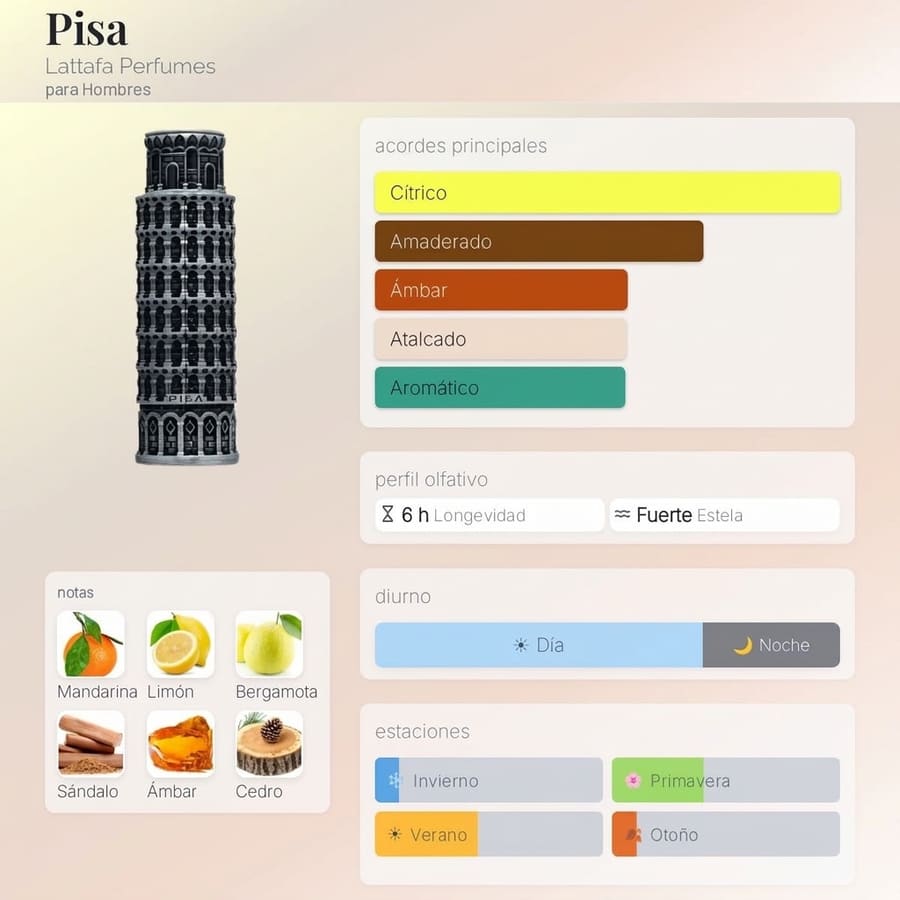 Pisa
Lattafa Perfumes
para Hombres
PISA
acordes principales
Cítrico
Amaderado
Ámbar
Atalcado
Aromático
perfil olfativo
6 h Longevidad
Fuerte Estela
diurno
Día
Noche
notas
Mandarina
Limón
Bergamota
Sándalo
Ámbar
Cedro
estaciones
Invierno
Primavera
Verano
Otoño